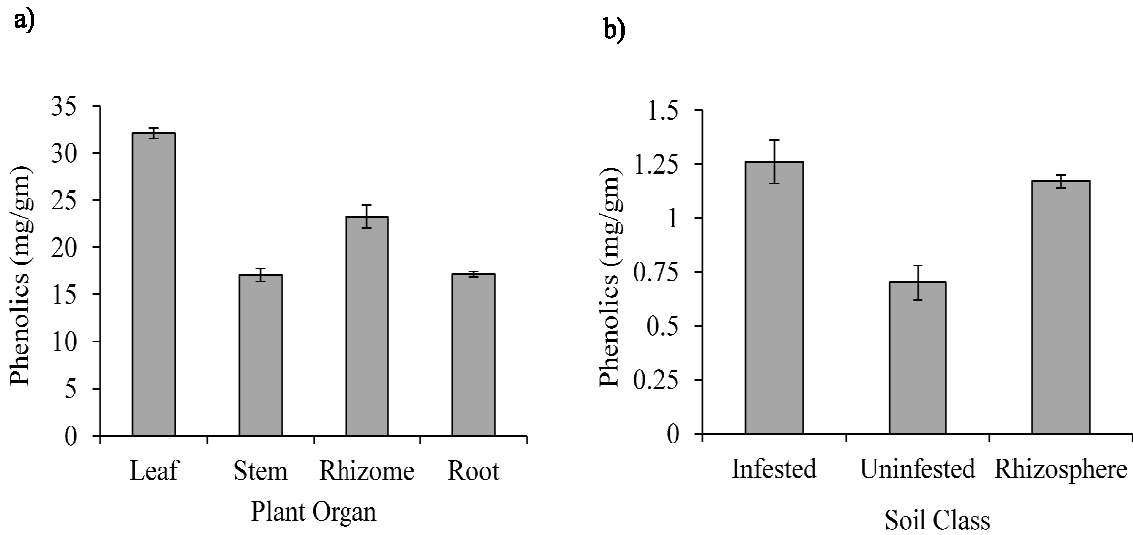 a)
35
30
25
20
15
10
5
0
Phenolics (mg/gm)
Leaf Stem Rhizome Root
Plant Organ
b)
1.5
1.25
1
0.75
0.5
0.25
0
Phenolics (mg/gm)
Infested Uninfested Rhizosphere
Soil Class